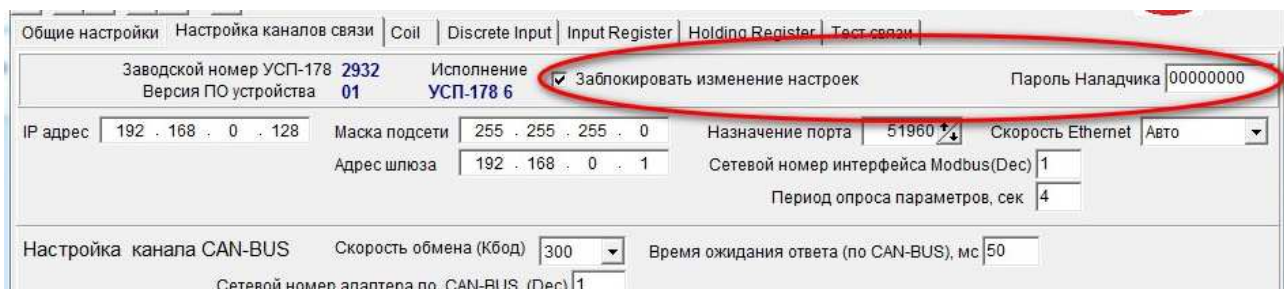 Общие настройки Настройка каналов связи Coil Discrete Input Input Register Holding Register Тест связи
Заводской номер УСП-178 2932 Исполнение Заблокировать изменение настроек Пароль Наладчика 00000000
Версия ПО устройства 01 УСП-178 6
IP адрес 192 . 168 . 0 . 128 Маска подсети 255 . 255 . 255 . 0 Назначение порта 51960 Скорость Ethernet Авто
Адрес шлюза 192 . 168 . 0 . 1 Сетевой номер интерфейса Modbus(Dec) 1
Период опроса параметров, сек 4
Настройка канала CAN-BUS Скорость обмена (Кбод) 300 Время ожидания ответа (по CAN-BUS), мс 50
Сетевой номер адаптера по CAN-BUS (Dec) 1